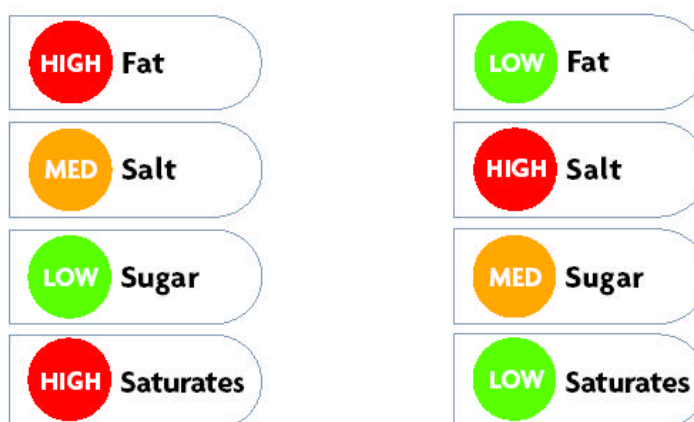 HIGH Fat
MED Salt
LOW Sugar
HIGH Saturates
LOW Fat
HIGH Salt
MED Sugar
LOW Saturates